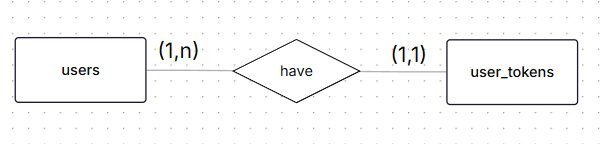 users
(1,n)
have
(1,1)
user_tokens